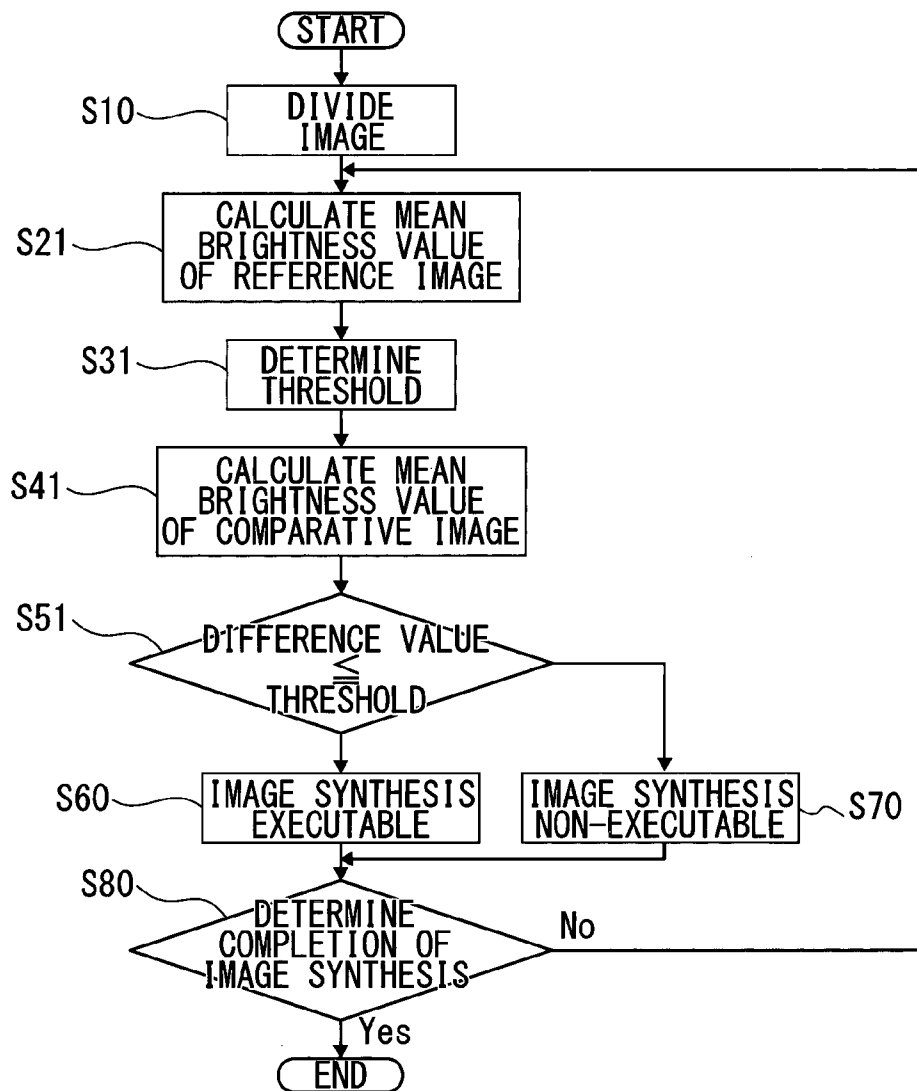 START
S10
DIVIDE
IMAGE
S21
CALCULATE MEAN
BRIGHTNESS VALUE
OF REFERENCE IMAGE
S31
DETERMINE
THRESHOLD
S41
CALCULATE MEAN
BRIGHTNESS VALUE
OF COMPARATIVE IMAGE
S51
DIFFERENCE VALUE
≦
THRESHOLD
S60
IMAGE SYNTHESIS
EXECUTABLE
IMAGE SYNTHESIS
NON-EXECUTABLE
S70
S80
DETERMINE
COMPLETION OF
IMAGE SYNTHESIS
No
Yes
END